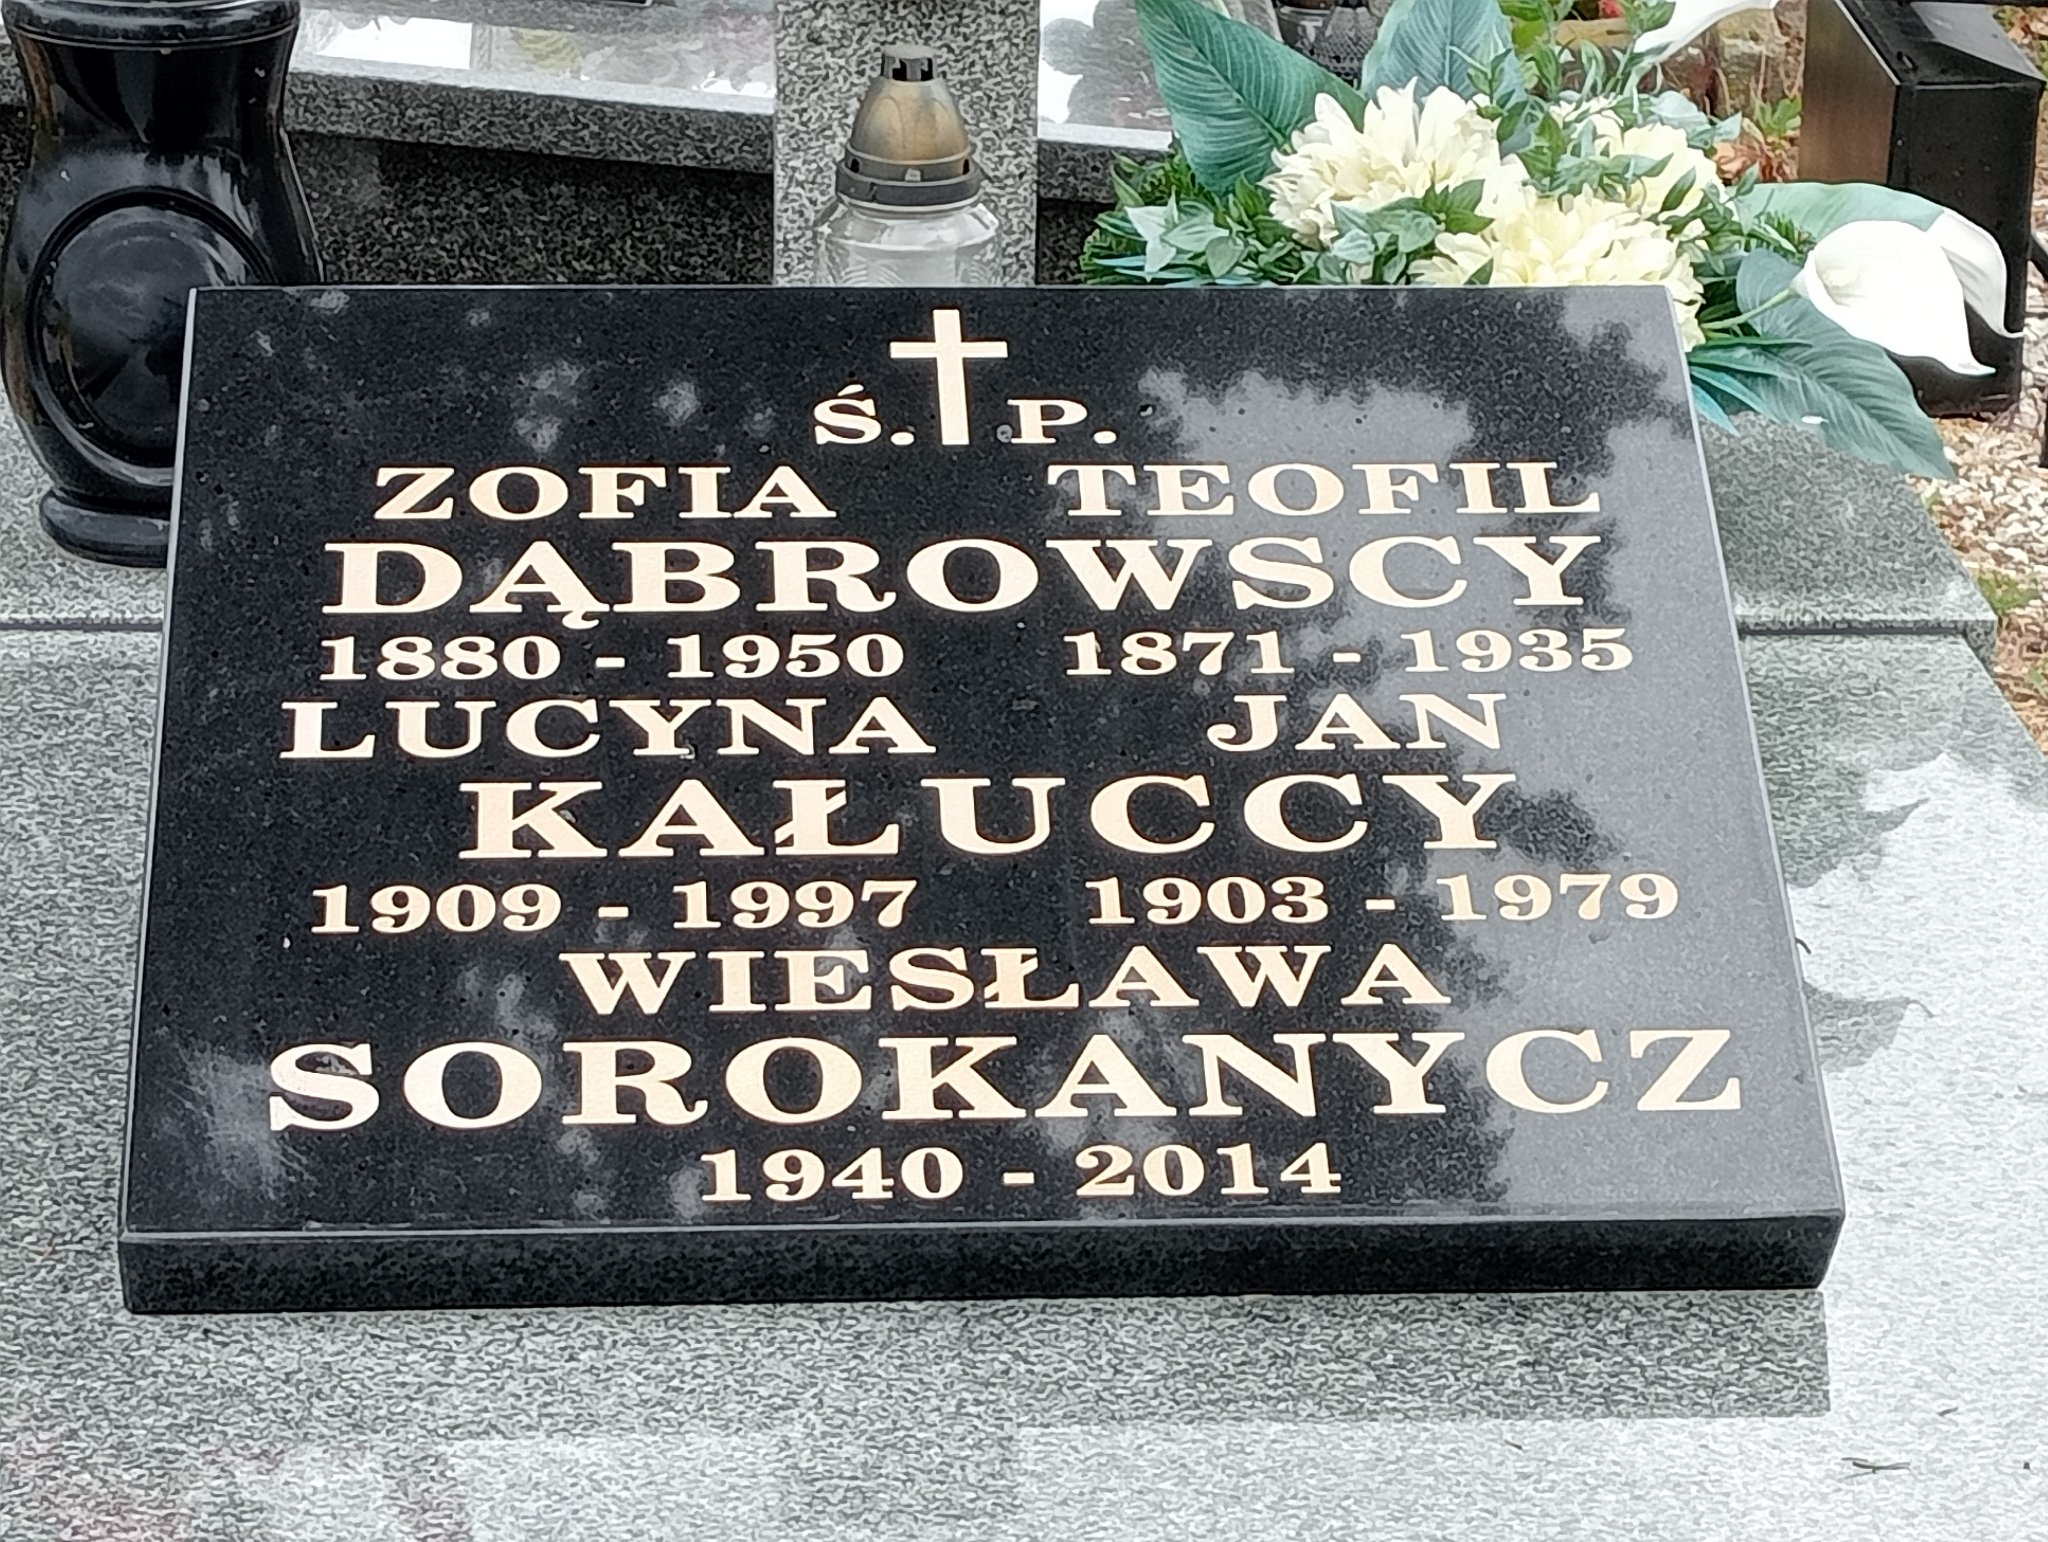 Ś. P.
ZOFIA TEOFIL
DĄBROWSCY
1880 - 1950 1871 - 1935
LUCYNA JAN
KAŁUCCY
1909 - 1997 1903 - 1979
WIESŁAWA
SOROKANYCZ
1940 - 2014